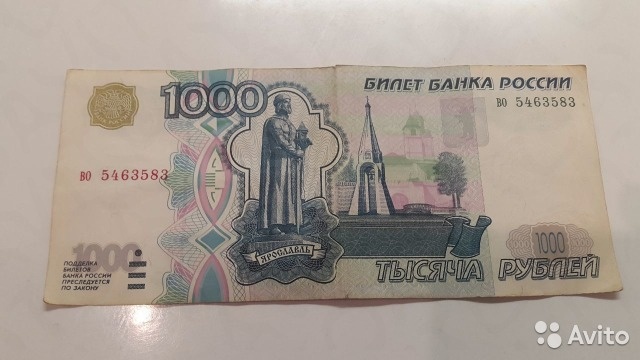 1000
БИЛЕТ БАНКА РОССИИ
во 5463583
во 5463583
ЯРОСЛАВЛЬ
1000
1000
ПОДДЕЛКА
БИЛЕТОВ
БАНКА РОССИИ
ПРЕСЛЕДУЕТСЯ
ПО ЗАКОНУ
ТЫСЯЧА РУБЛЕЙ
Avito